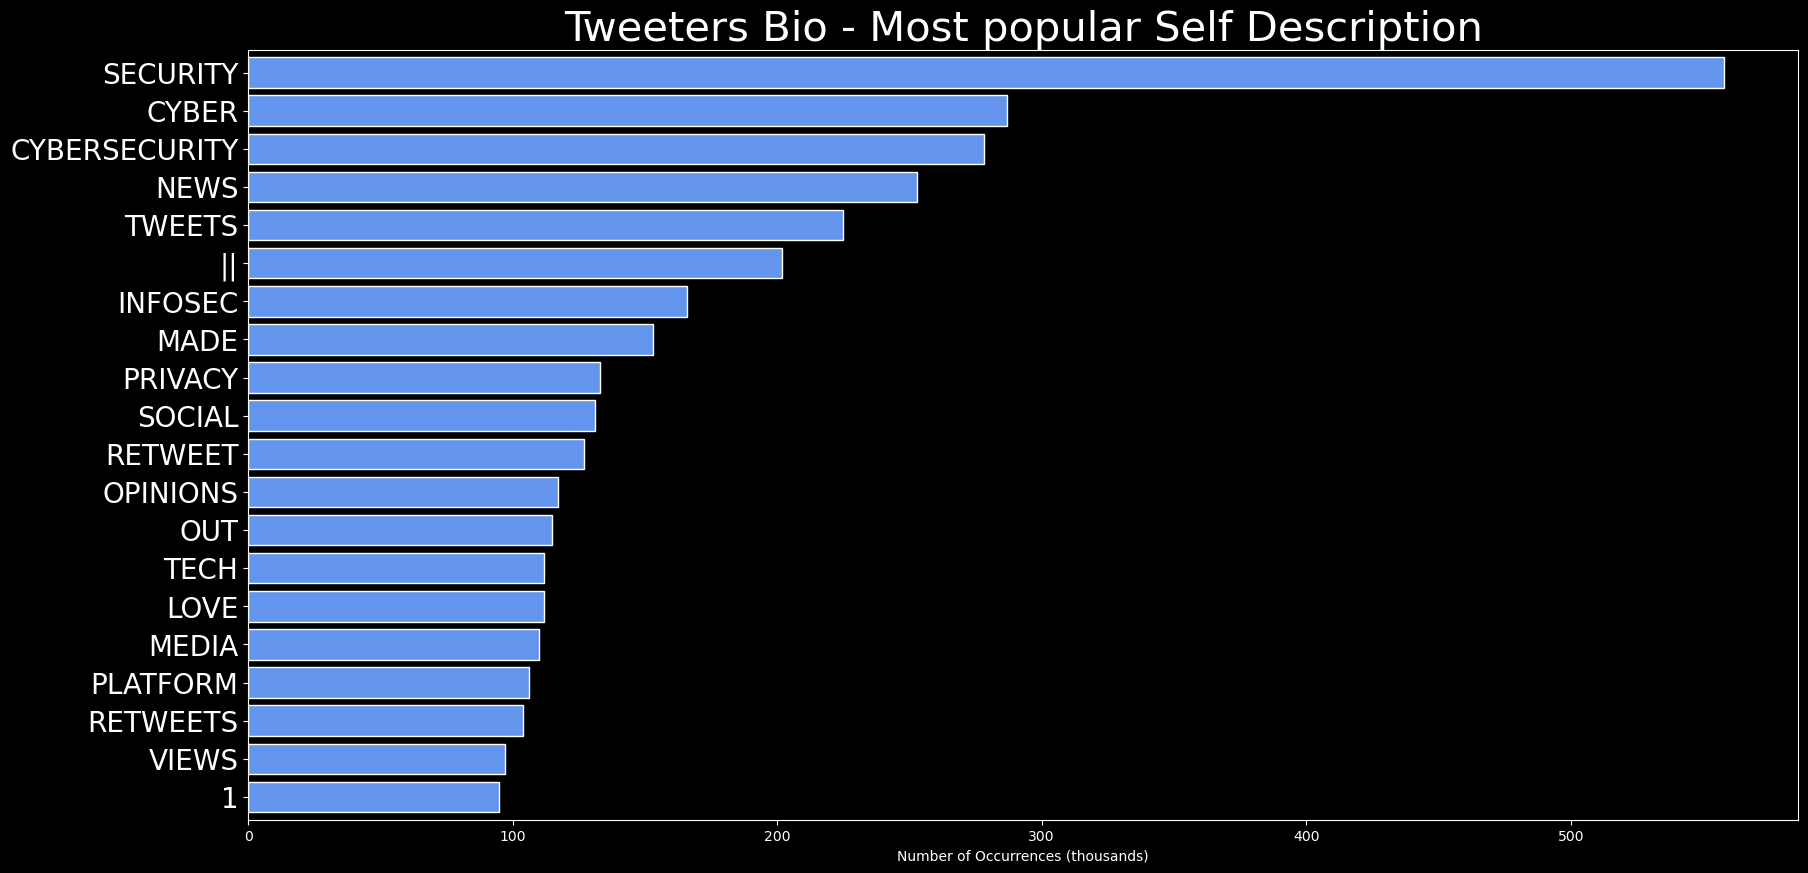 Tweeters Bio - Most popular Self Description
SECURITY
CYBER
CYBERSECURITY
NEWS
TWEETS
||
INFOSEC
MADE
PRIVACY
SOCIAL
RETWEET
OPINIONS
OUT
TECH
LOVE
MEDIA
PLATFORM
RETWEETS
VIEWS
1
0 100 200 300 400 500
Number of Occurrences (thousands)